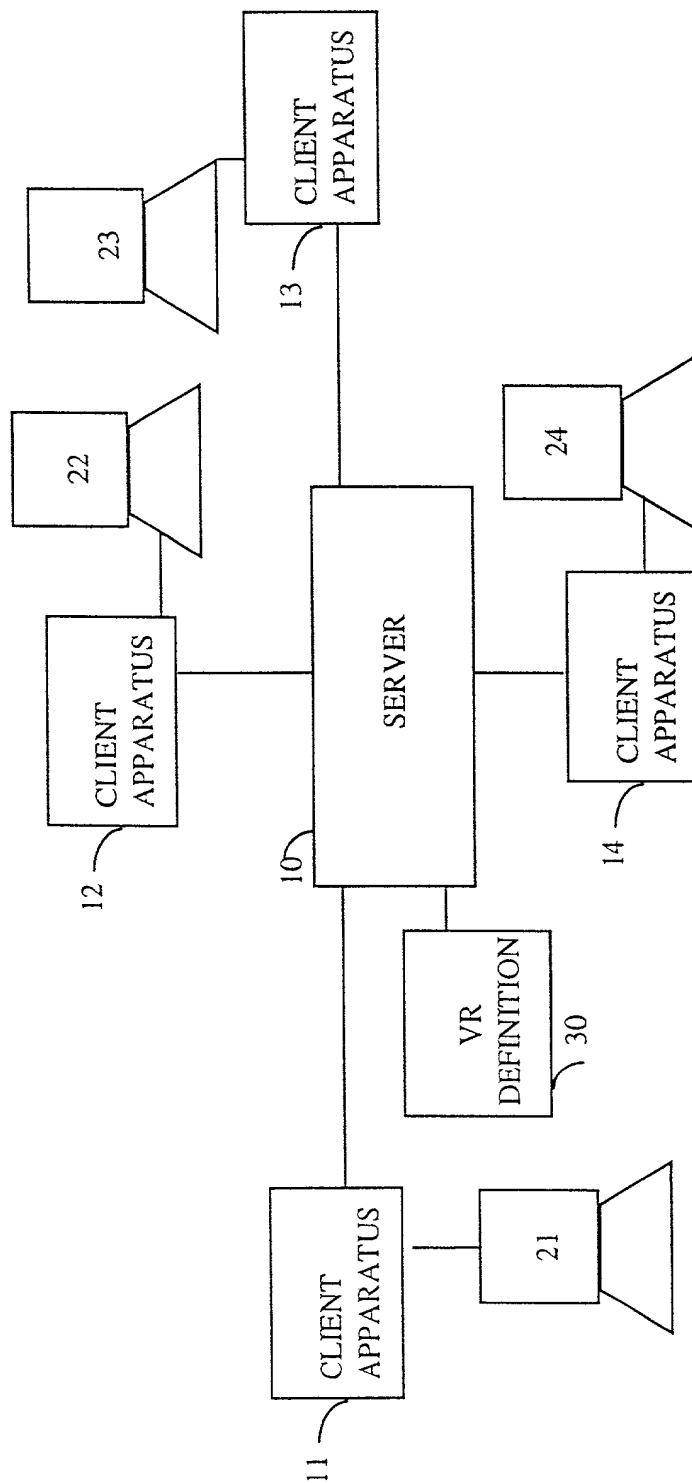 22
23
CLIENT
APPARATUS
12
CLIENT
APPARATUS
13
10
SERVER
CLIENT
APPARATUS
11
VR
DEFINITION
30
24
21
CLIENT
APPARATUS
14